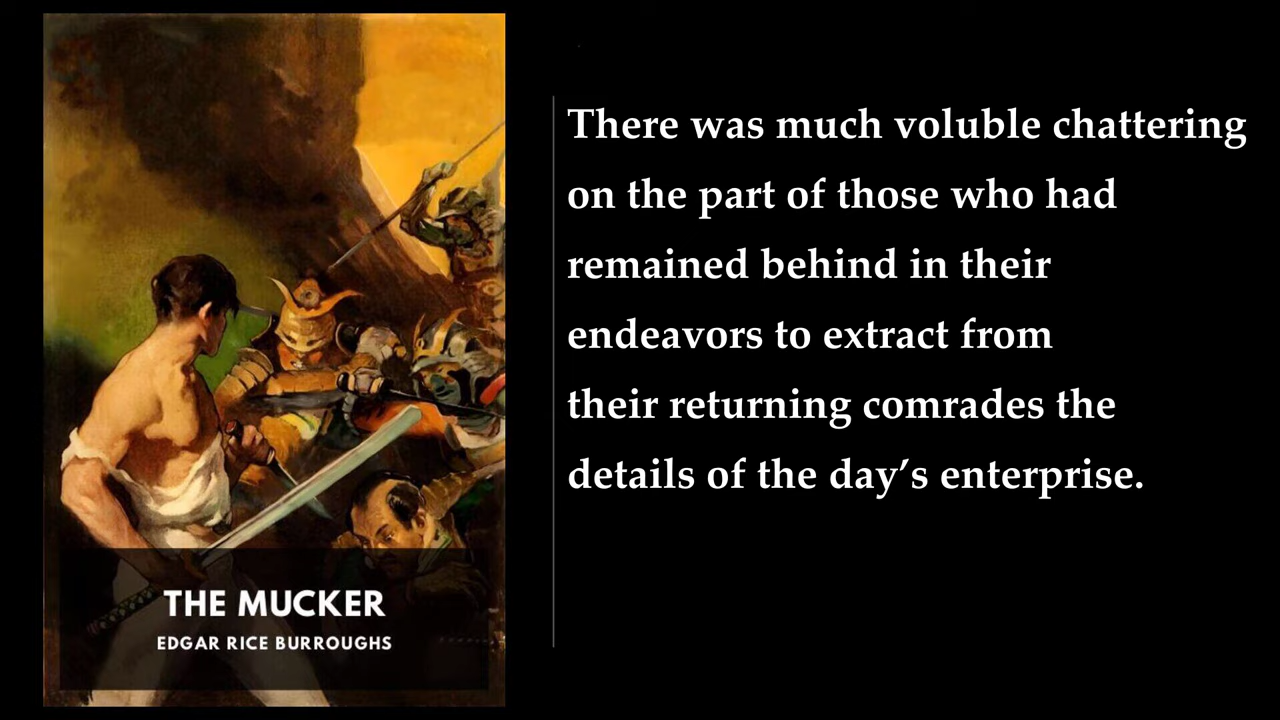 There was much voluble chattering
on the part of those who had
remained behind in their
endeavors to extract from
their returning comrades the
details of the day’s enterprise.
THE MUCKER
EDGAR RICE BURROUGHS